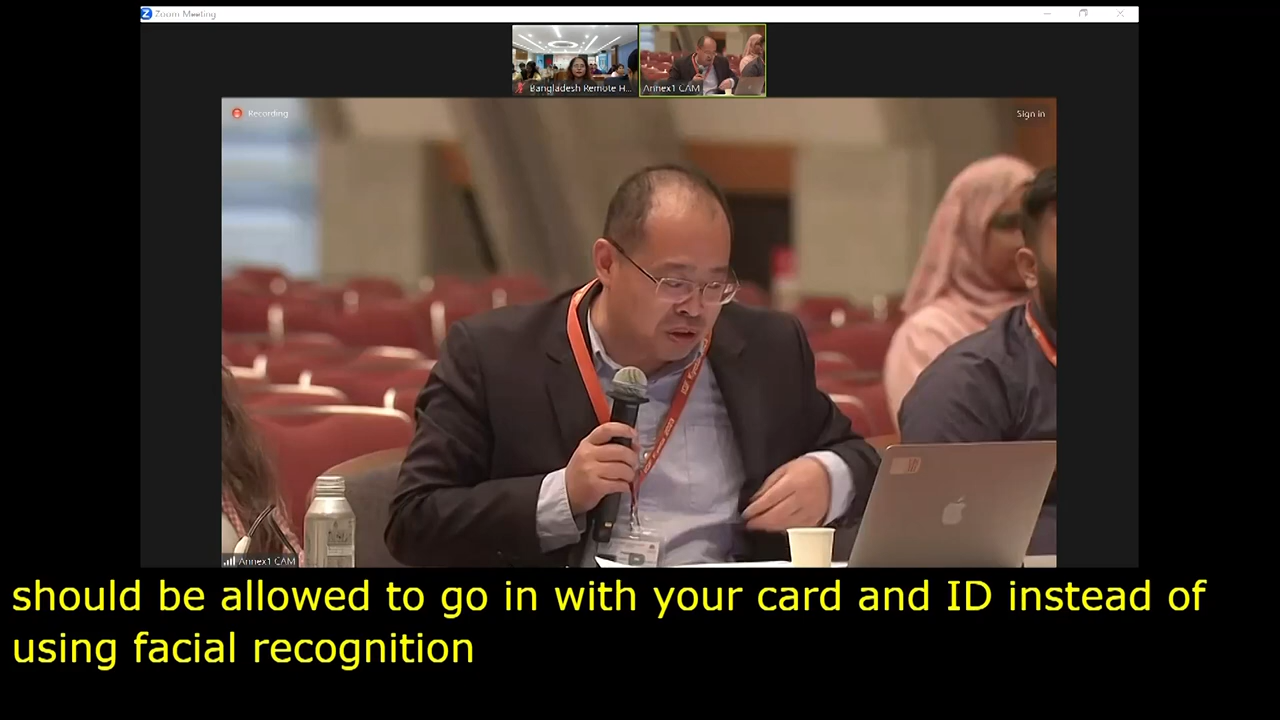 Zoom Meeting
Bangladesh Remote H...
Annex1 CAM
Recording
Sign in
Annex1 CAM
should be allowed to go in with your card and ID instead of
using facial recognition